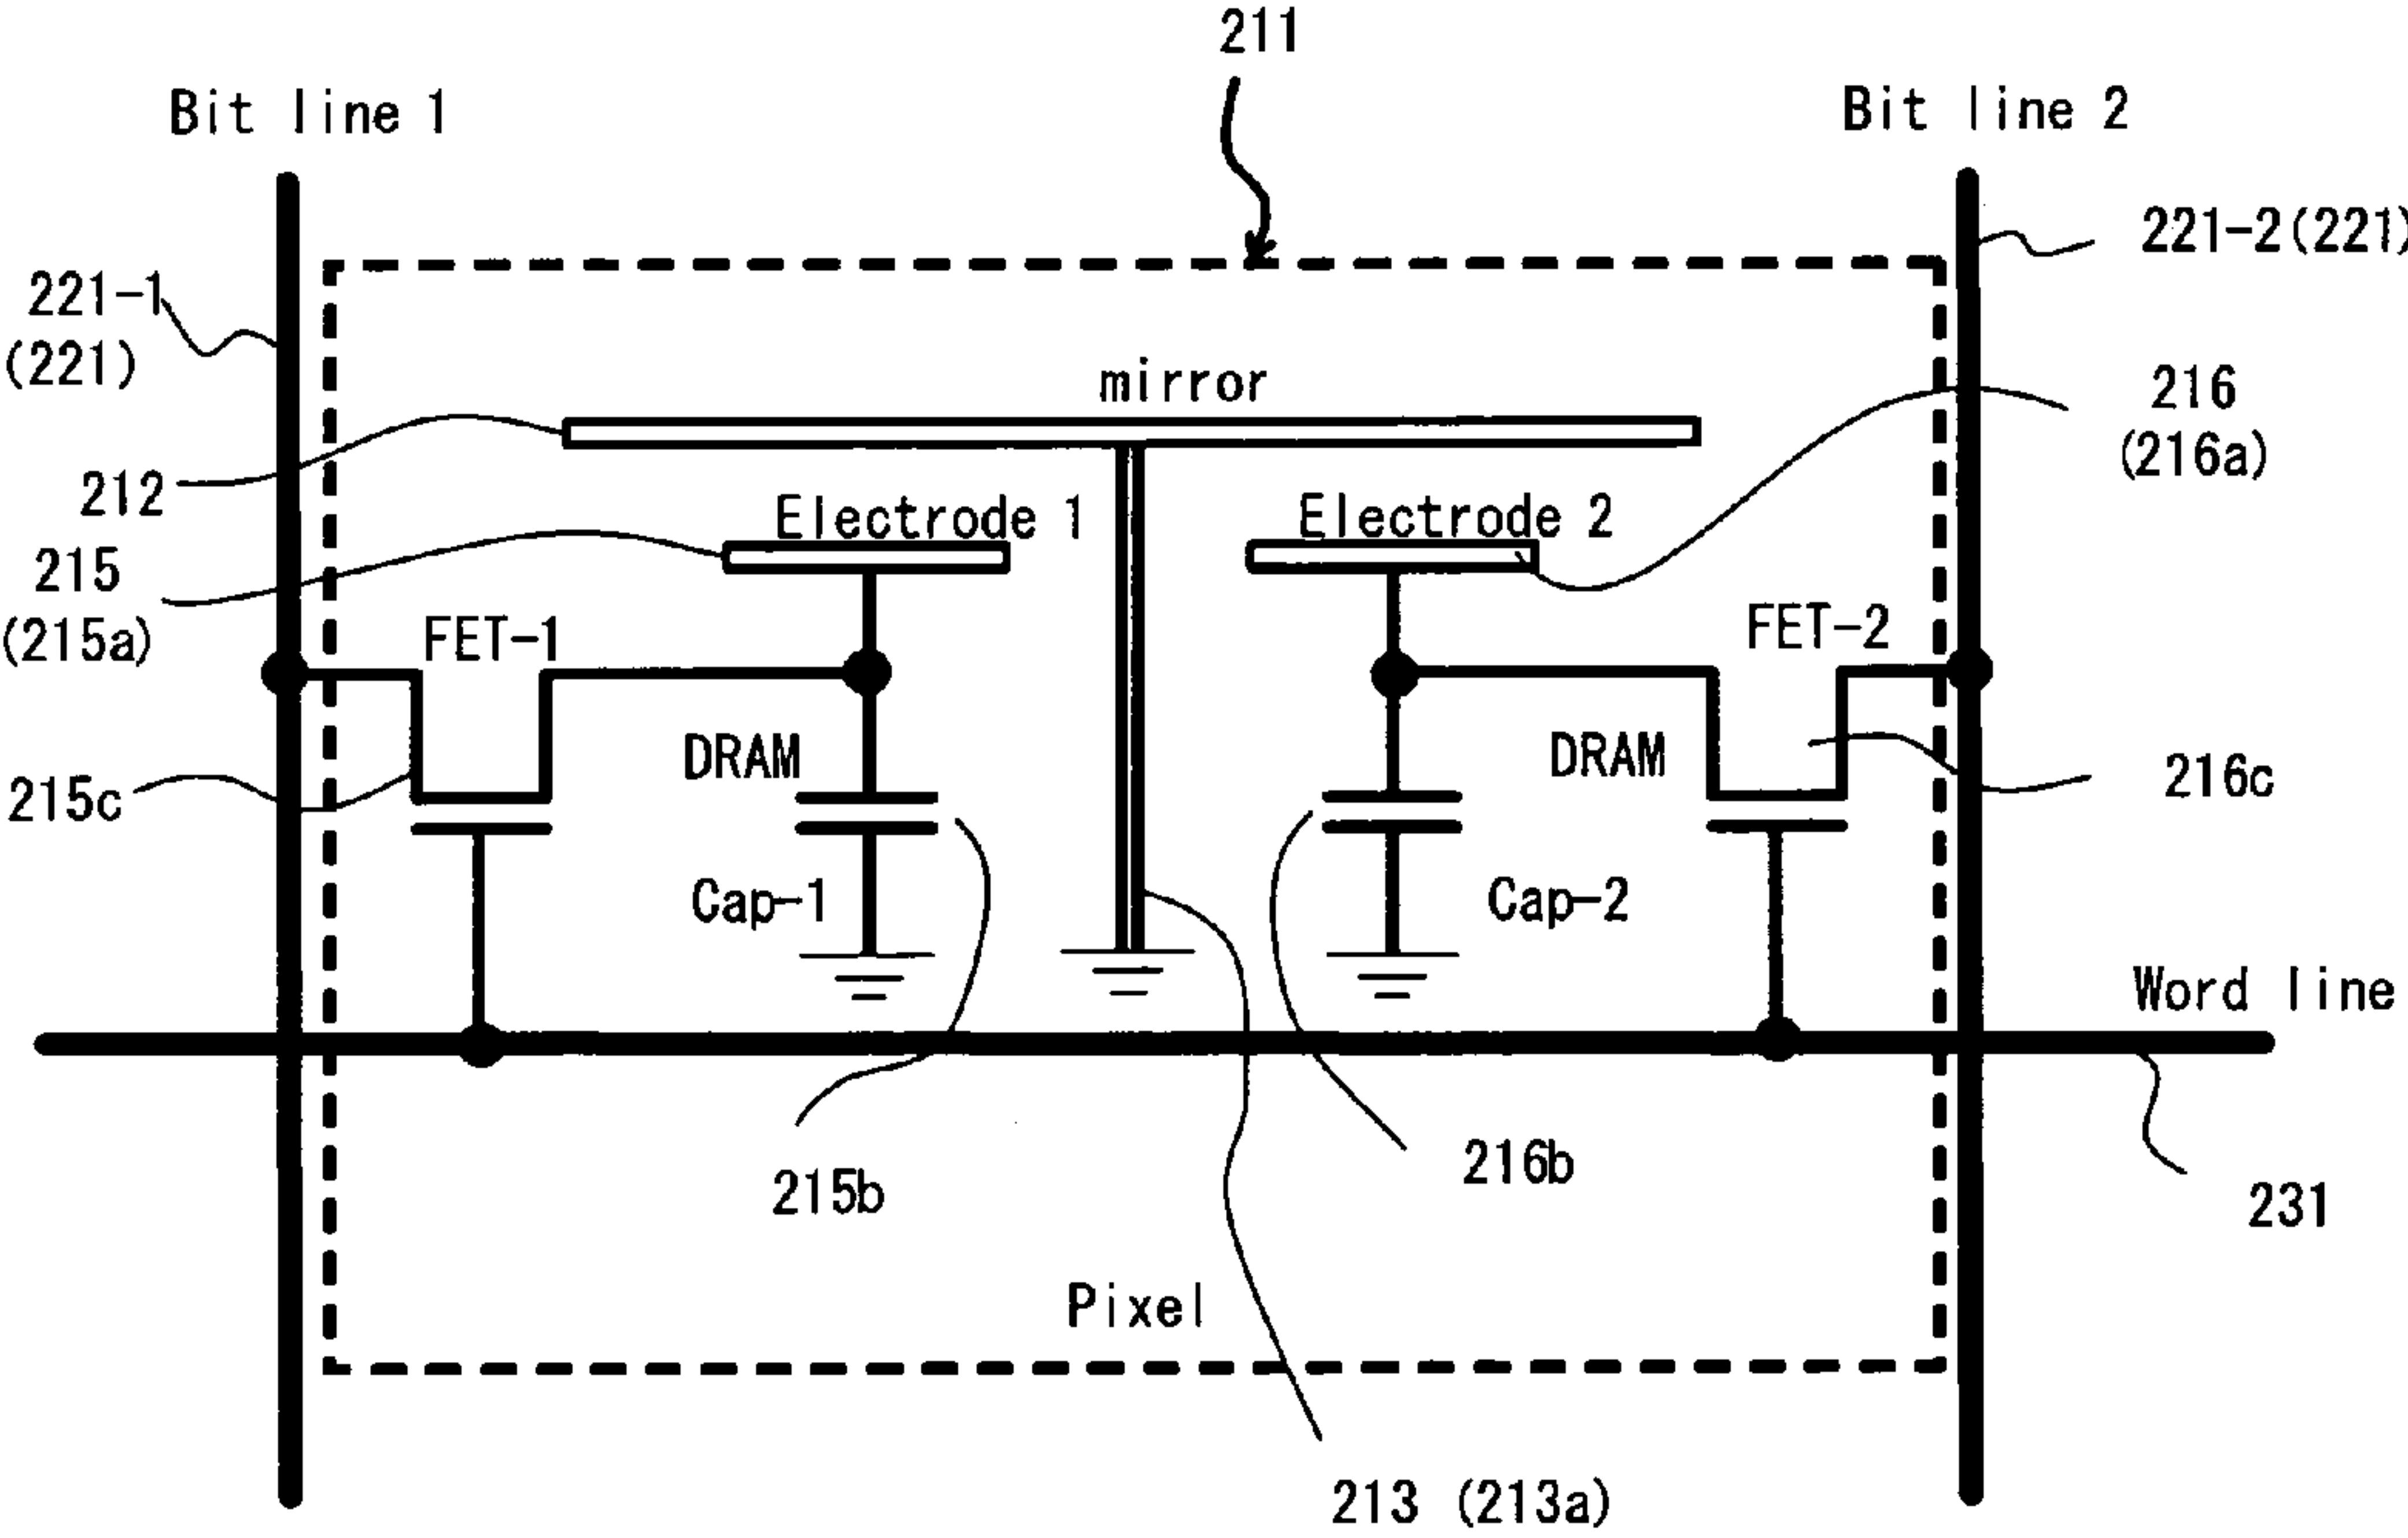 211
Bit line 1
Bit line 2
221-2(221)
221-1
(221)
mirror
216
(216a)
212
Electrode 1
Electrode 2
215
(215a)
FET-1
FET-2
DRAM
DRAM
215c
216c
Cap-1
Cap-2
Word line
215b
216b
231
Pixel
213 (213a)